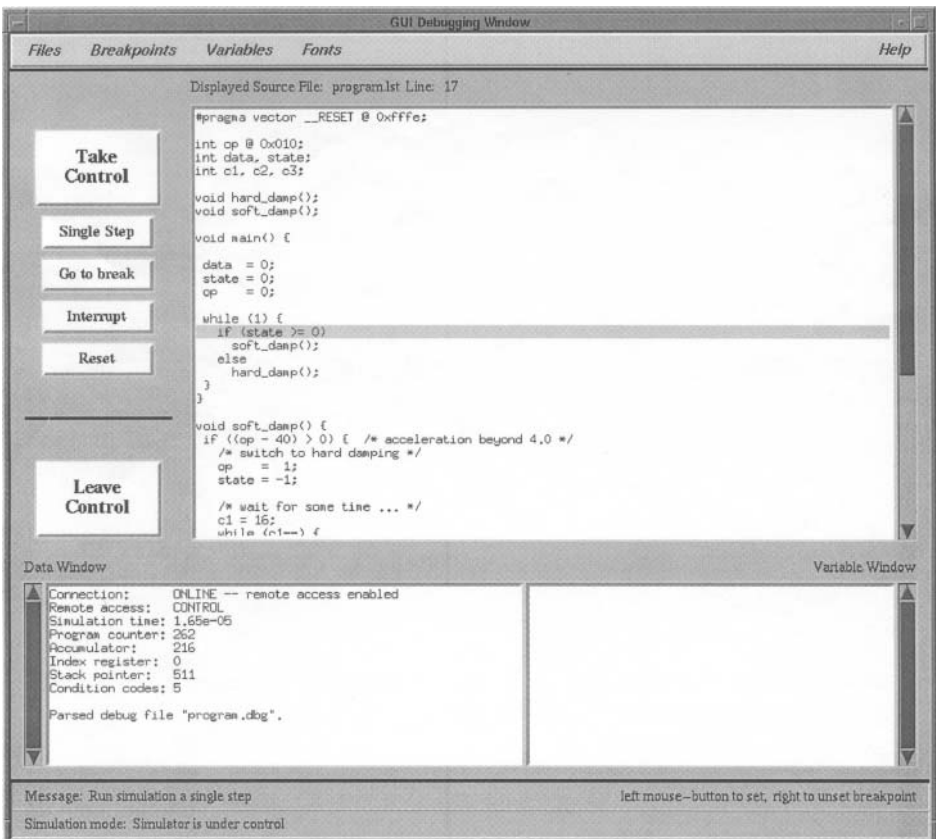 GUI Debugging Window
Files Breakpoints Variables Fonts Help
Displayed Source File: program.lst Line: 17
Take
Control
Single Step
Go to break
Interrupt
Reset
Leave
Control
#pragma vector __RESET @ 0xfffe;
int op @ 0x010;
int data, state;
int c1, c2, c3;
void hard_damp();
void soft_damp();
void main() {
data = 0;
state = 0;
op = 0;
while (1) {
if (state >= 0)
soft_damp();
else
hard_damp();
}
}
void soft_damp() {
if ((op - 40) > 0) { /* acceleration beyond 4.0 */
/* switch to hard damping */
op = 1;
state = -1;
/* wait for some time ... */
c1 = 16;
while (c1--) {
Data Window
Variable Window
Connection: ONLINE -- remote access enabled
Remote access: CONTROL
Simulation time: 1.65e-05
Program counter: 262
Accumulator: 216
Index register: 0
Stack pointer: 511
Condition codes: 5
Parsed debug file "program.dbg".
Message: Run simulation a single step
left mouse-button to set, right to unset breakpoint
Simulation mode: Simulator is under control